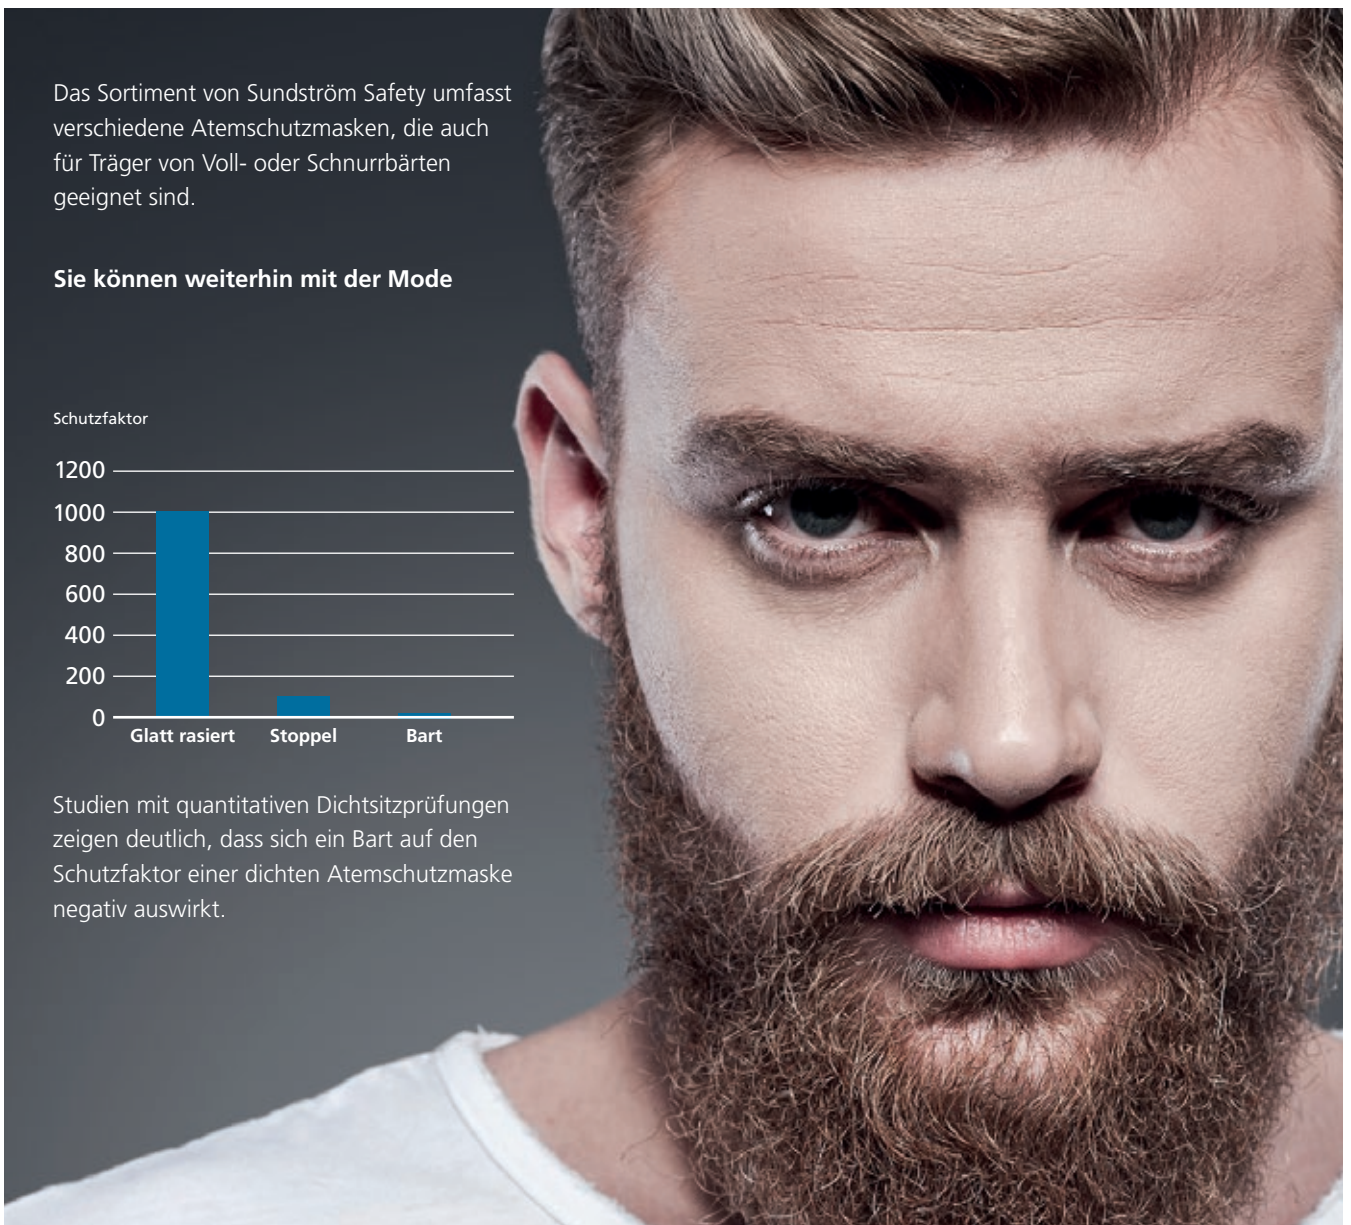 Das Sortiment von Sundström Safety umfasst
verschiedene Atemschutzmasken, die auch
für Träger von Voll- oder Schnurrbärten
geeignet sind.
Sie können weiterhin mit der Mode
Schutzfaktor
1200
1000
800
600
400
200
0
Glatt rasiert Stoppel Bart
Studien mit quantitativen Dichtsitzprüfungen
zeigen deutlich, dass sich ein Bart auf den
Schutzfaktor einer dichten Atemschutzmaske
negativ auswirkt.